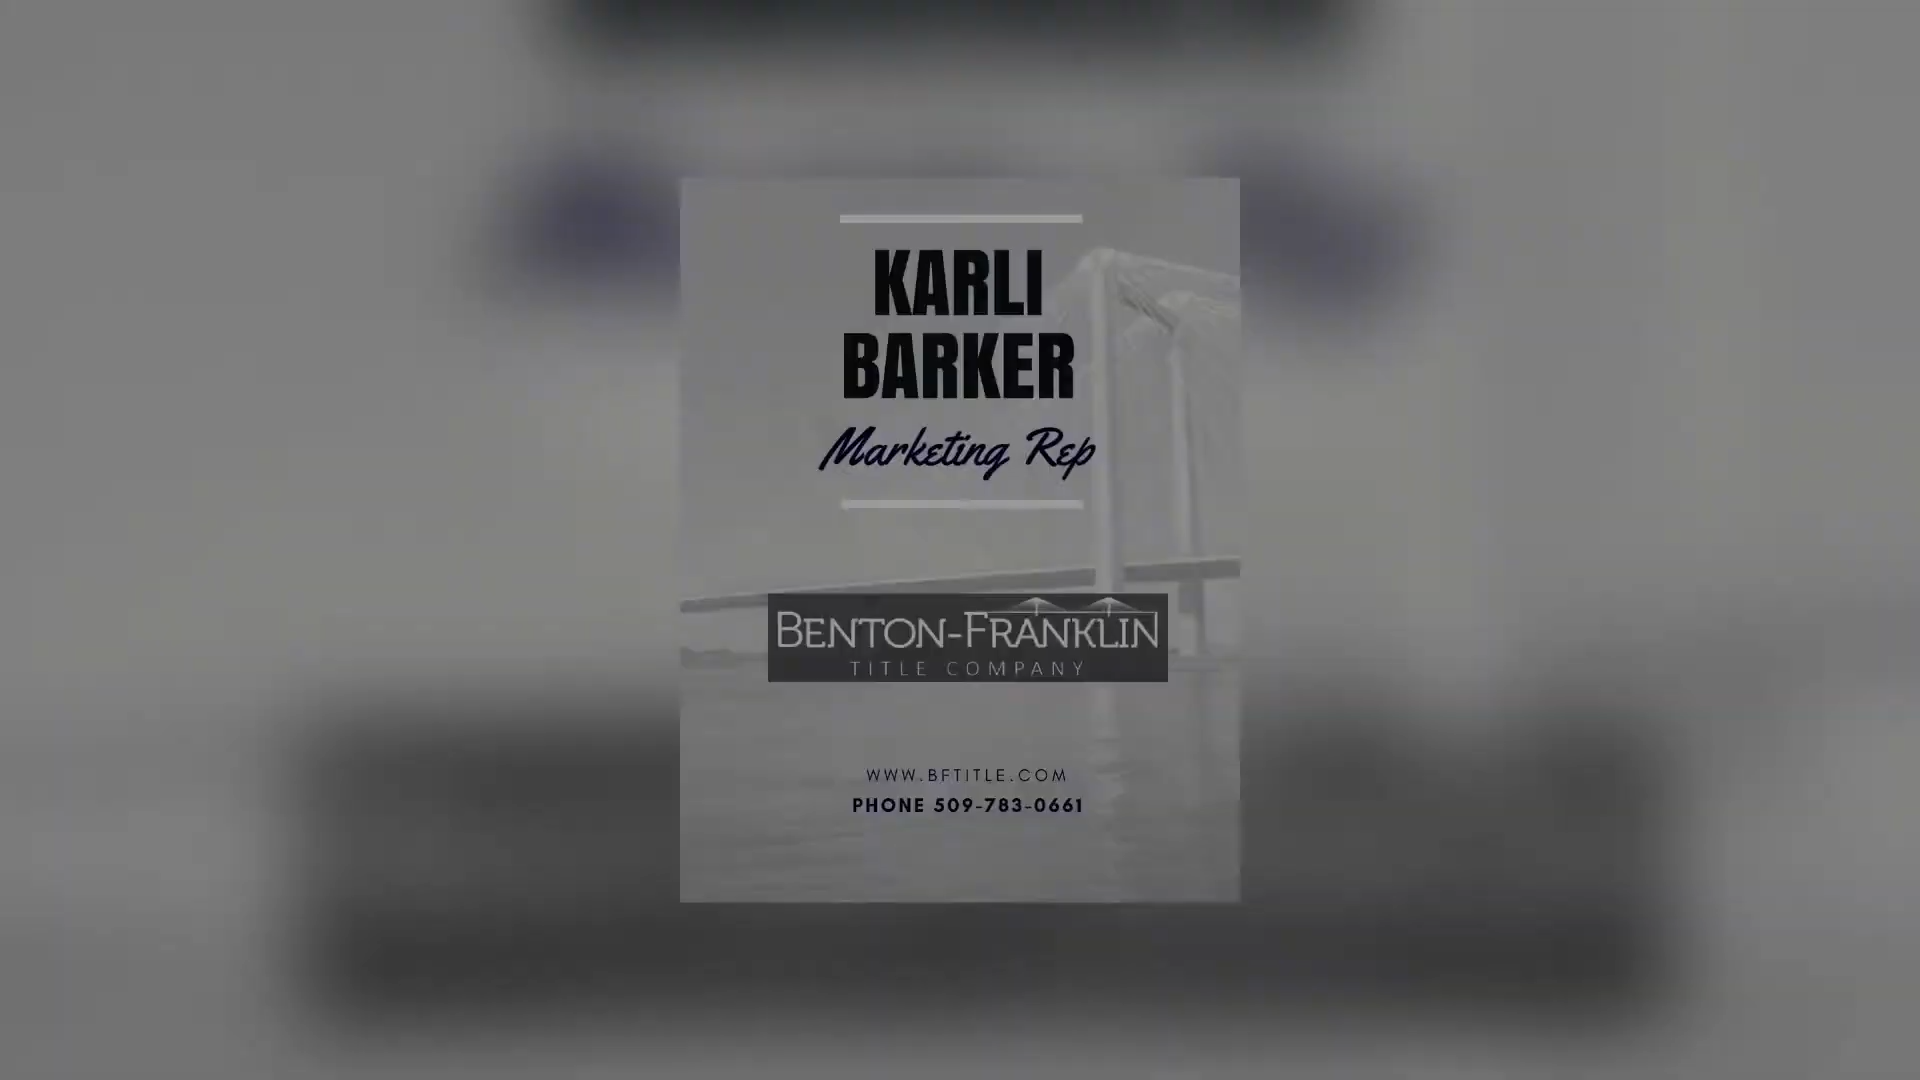 KARLI
BARKER
Marketing Rep
BENTON-FRANKLIN
TITLE COMPANY
WWW.BFTITLE.COM
PHONE 509-783-0661